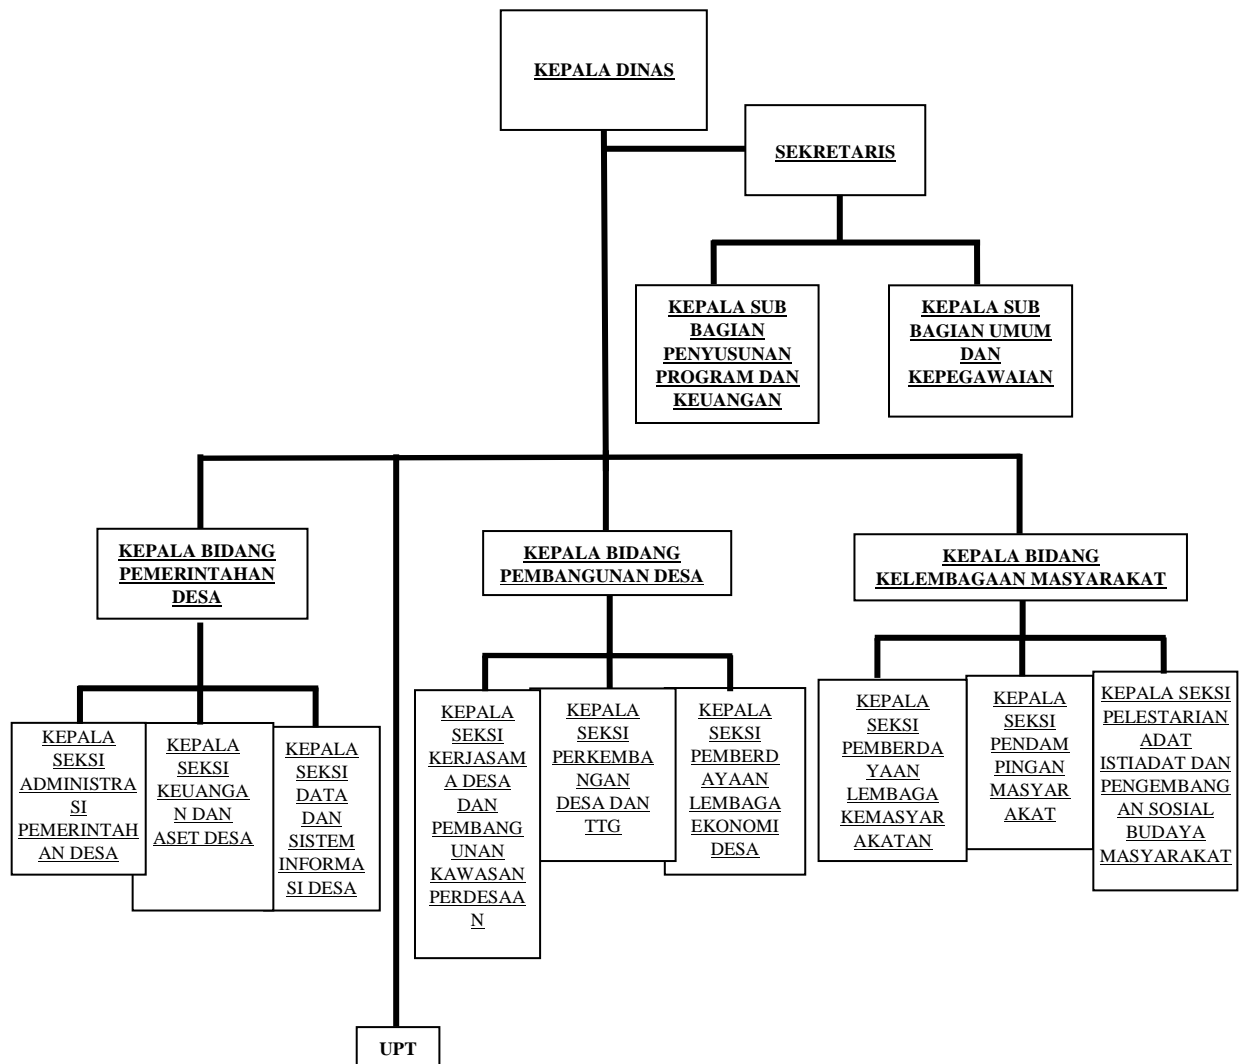 KEPALA DINAS
SEKRETARIS
KEPALA SUB
BAGIAN
PENYUSUNAN
PROGRAM DAN
KEUANGAN
KEPALA SUB
BAGIAN UMUM
DAN
KEPEGAWAIAN
KEPALA BIDANG
PEMERINTAHAN
DESA
KEPALA BIDANG
PEMBANGUNAN DESA
KEPALA BIDANG
KELEMBAGAAN MASYARAKAT
KEPALA
SEKSI
ADMINISTRA
SI
PEMERINTAH
AN DESA
KEPALA
SEKSI
KEUANGA
N DAN
ASET DESA
KEPALA
SEKSI
DATA
DAN
SISTEM
INFORMA
SI DESA
KEPALA
SEKSI
KERJASAM
A DESA
DAN
PEMBANG
UNAN
KAWASAN
PERDESAA
N
KEPALA
SEKSI
PERKEMBA
NGAN
DESA DAN
TTG
KEPALA
SEKSI
PEMBERD
AYAAN
LEMBAGA
EKONOMI
DESA
KEPALA
SEKSI
PEMBERDA
YAAN
LEMBAGA
KEMASYAR
AKATAN
KEPALA
SEKSI
PENDAM
PINGAN
MASYAR
AKAT
KEPALA SEKSI
PELESTARIAN
ADAT
ISTIADAT DAN
PENGEMBANG
AN SOSIAL
BUDAYA
MASYARAKAT
UPT